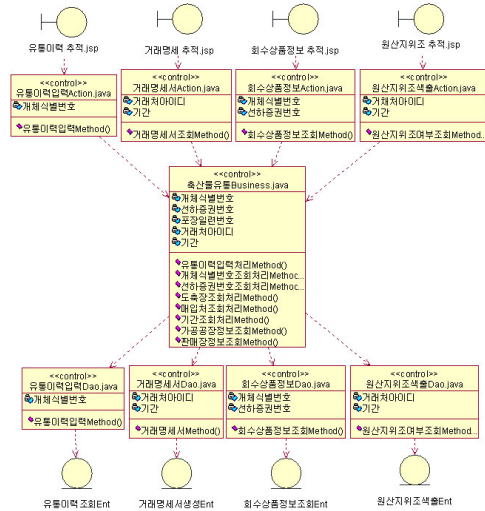 유통이력 추적.jsp
거래명세 추적.jsp
회수상품정보 추적.jsp
원산지위조 추적.jsp
<<control>>
유통이력입력Action.java
개체식별번호
유통이력입력Method()
<<control>>
거래명세서Action.java
거래처아이디
기간
거래명세서조회Method()
<<control>>
회수상품정보Action.java
개체식별번호
선하증권번호
회수상품정보조회Method()
<<control>>
원산지위조색출Action.java
거채처아이디
기간
원산지위조여부조회Method...
<<control>>
축산물유통Business.java
개체식별번호
선하증권번호
포장일련번호
거래처아이디
기간
유통이력입력처리Method()
개체식별번호조회처리Methoc...
선하증권번호조회처리Methoc...
도축장조회처리Method()
매입처조회처리Method()
기간조회처리Method()
가공공장정보조회Method()
판매장정보조회Method()
<<control>>
유통이력입력Dao.java
개체식별번호
유통이력입력Method()
<<control>>
거래명세서Dao.java
거래처아이디
기간
거래명세서Method()
<<control>>
회수상품정보Dao.java
개체식별번호
선하증권번호
회수상품정보조회Method()
<<control>>
원산지위조색출Dao.java
거래처아이디
기간
원산지위조여부조회Method...
유통이력조회Ent
거래명세서생성Ent
회수상품정보조회Ent
원산지위조색출Ent